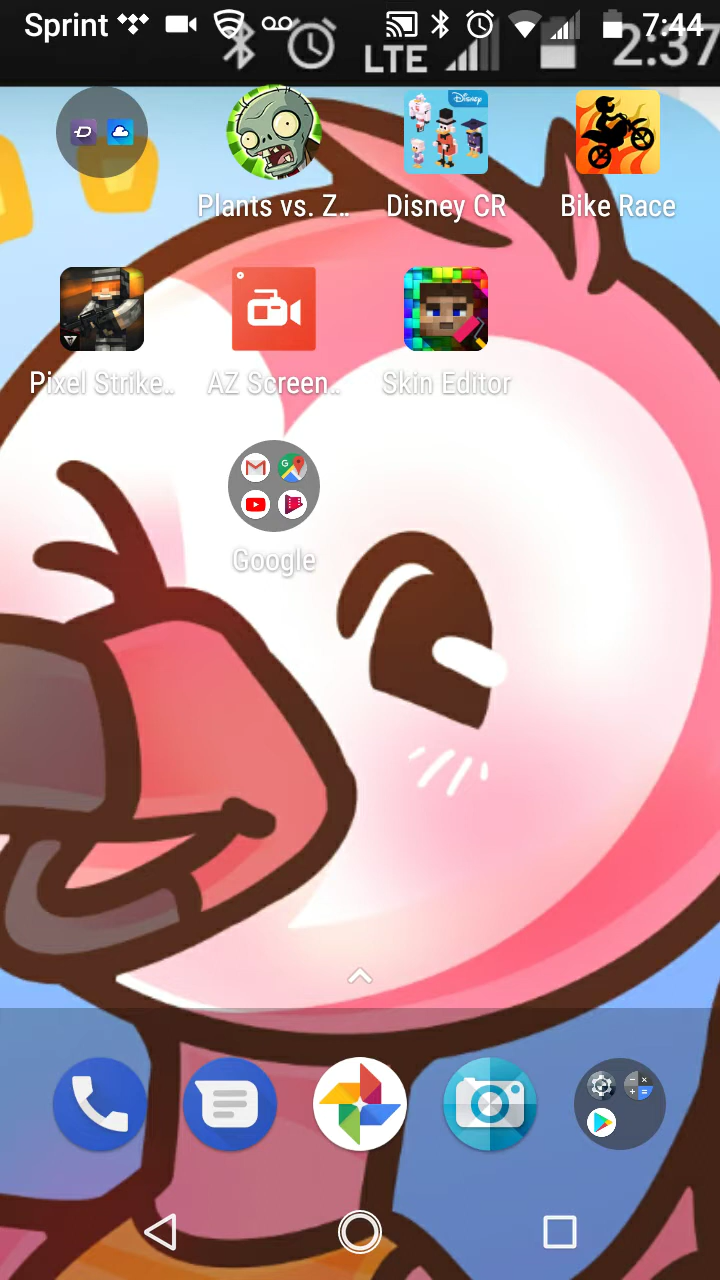 Sprint 7:44
LTE 2:37
Disney
Plants vs. Z..
Disney CR
Bike Race
Pixel Strike..
AZ Screen..
Skin Editor
Google